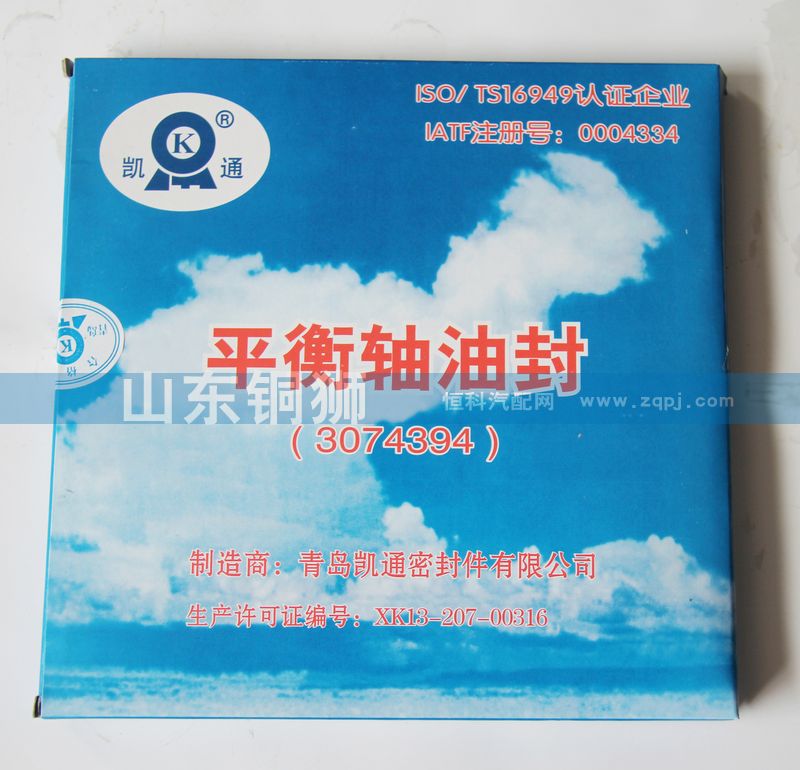 ISO/TS16949认证企业
IATF注册号：0004334
K ®
凯 通
平衡轴油封
山东铜狮 恒科汽配网 www.zqpj.com
（3074394）
制造商：青岛凯通密封件有限公司
生产许可证编号：XK13-207-00316
青岛
K